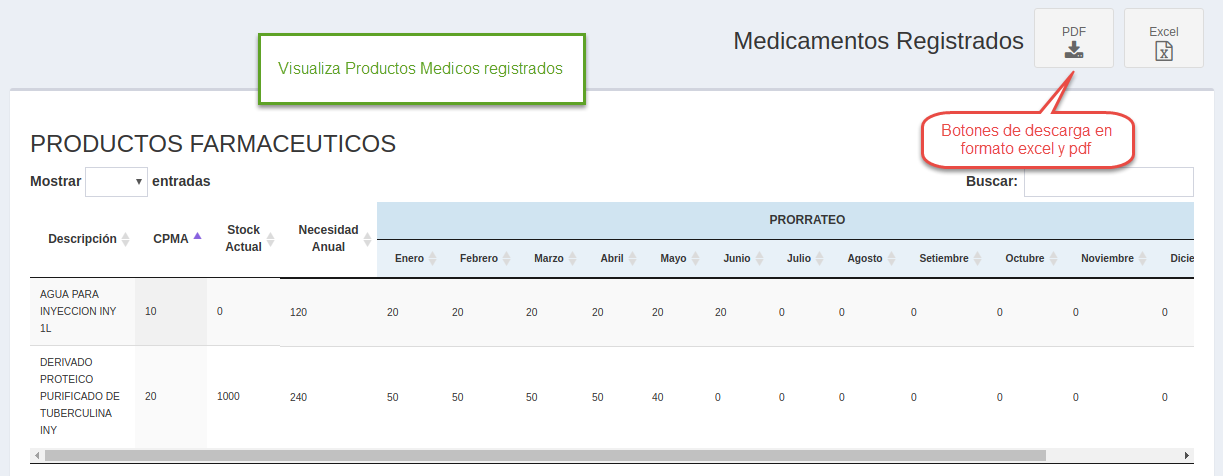 Medicamentos Registrados
PDF
Excel
Visualiza Productos Medicos registrados
Botones de descarga en
formato excel y pdf
PRODUCTOS FARMACEUTICOS
Mostrar entradas
Buscar:
PRORRATEO
Descripción CPMA Stock Actual Necesidad Anual Enero Febrero Marzo Abril Mayo Junio Julio Agosto Setiembre Octubre Noviembre Dicie
AGUA PARA
INYECCION INY
1L
10 0 120 20 20 20 20 20 20 0 0 0 0 0 0
DERIVADO
PROTEICO
PURIFICADO DE
TUBERCULINA
INY
20 1000 240 50 50 50 50 40 0 0 0 0 0 0 0